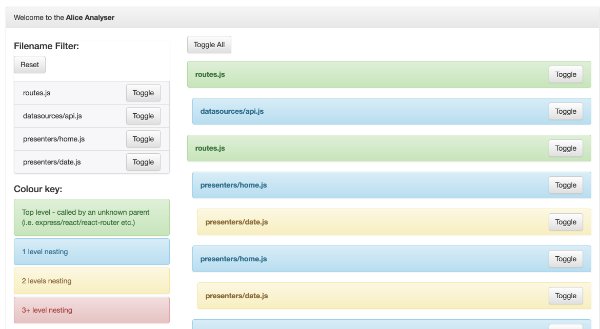 Welcome to the Alice Analyser
Filename Filter:
Reset
routes.js Toggle
datasources/api.js Toggle
presenters/home.js Toggle
presenters/date.js Toggle
Colour key:
Top level - called by an unknown parent
(i.e. express/react/react-router etc.)
1 level nesting
2 levels nesting
3+ level nesting
Toggle All
routes.js Toggle
datasources/api.js Toggle
routes.js Toggle
presenters/home.js Toggle
presenters/date.js Toggle
presenters/home.js Toggle
presenters/date.js Toggle